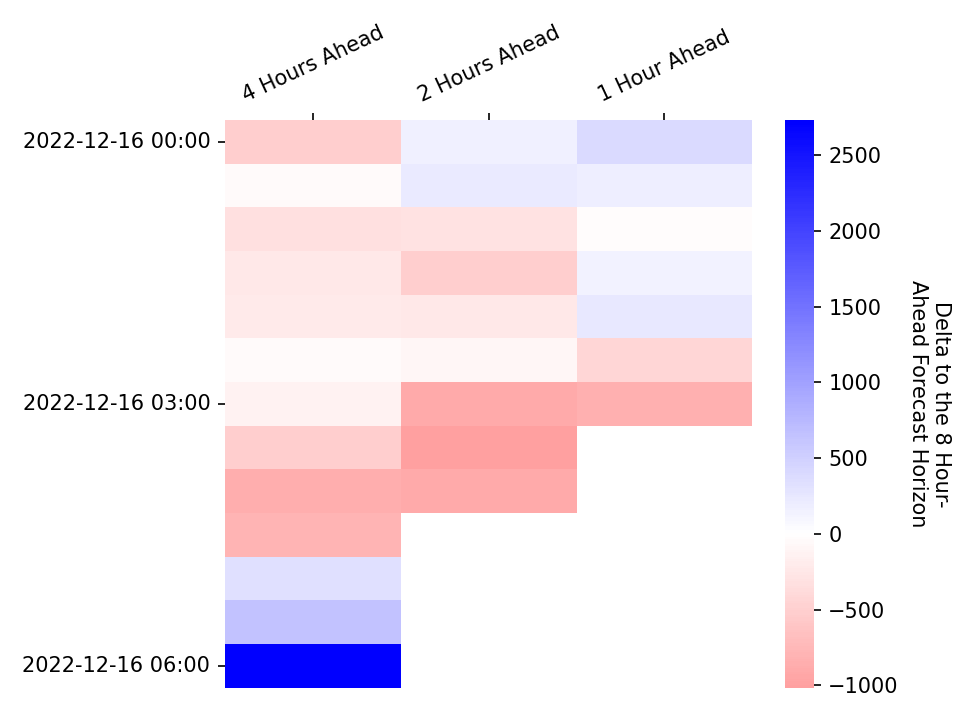 4 Hours Ahead
2 Hours Ahead
1 Hour Ahead
2022-12-16 00:00
2022-12-16 03:00
2022-12-16 06:00
2500
2000
1500
1000
500
0
−500
−1000
Delta to the 8 Hour-
Ahead Forecast Horizon